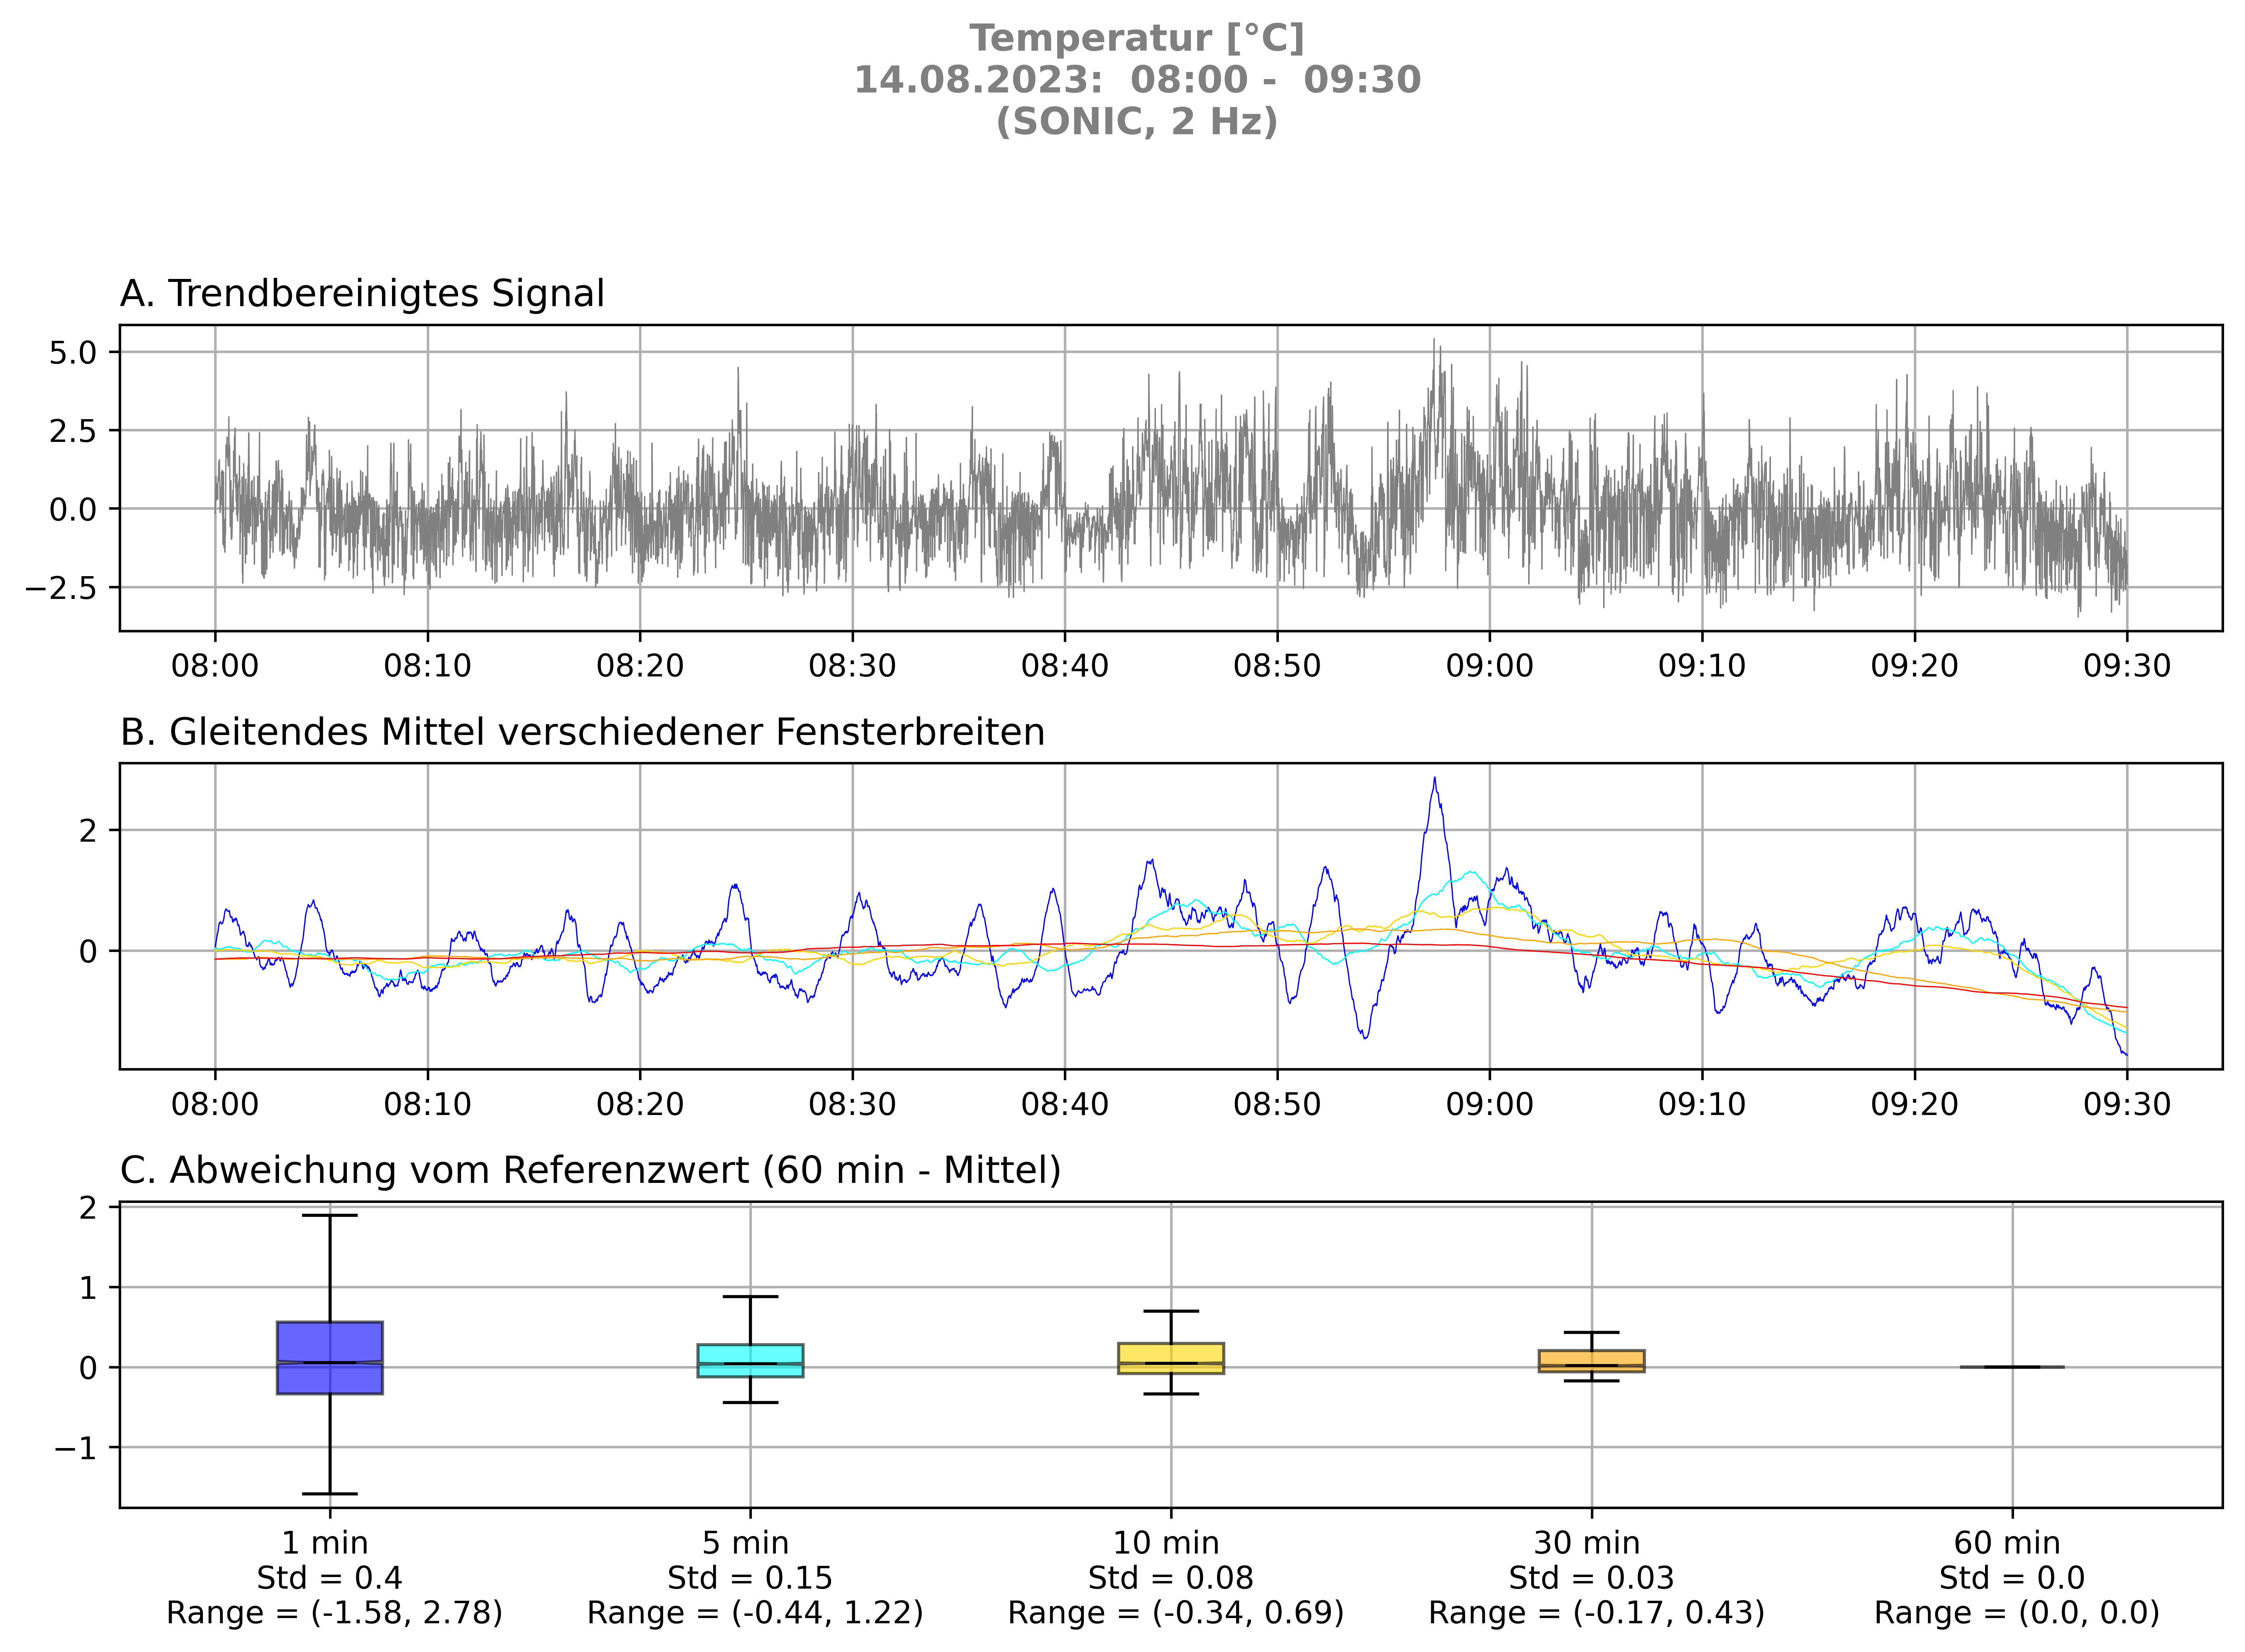 Temperatur [°C]
14.08.2023:  08:00 -  09:30
(SONIC, 2 Hz)
A. Trendbereinigtes Signal
5.0
2.5
0.0
−2.5
08:00 08:10 08:20 08:30 08:40 08:50 09:00 09:10 09:20 09:30
B. Gleitendes Mittel verschiedener Fensterbreiten
2
0
08:00 08:10 08:20 08:30 08:40 08:50 09:00 09:10 09:20 09:30
C. Abweichung vom Referenzwert (60 min - Mittel)
2
1
0
−1
1 min 5 min 10 min 30 min 60 min
Std = 0.4 Std = 0.15 Std = 0.08 Std = 0.03 Std = 0.0
Range = (-1.58, 2.78) Range = (-0.44, 1.22) Range = (-0.34, 0.69) Range = (-0.17, 0.43) Range = (0.0, 0.0)